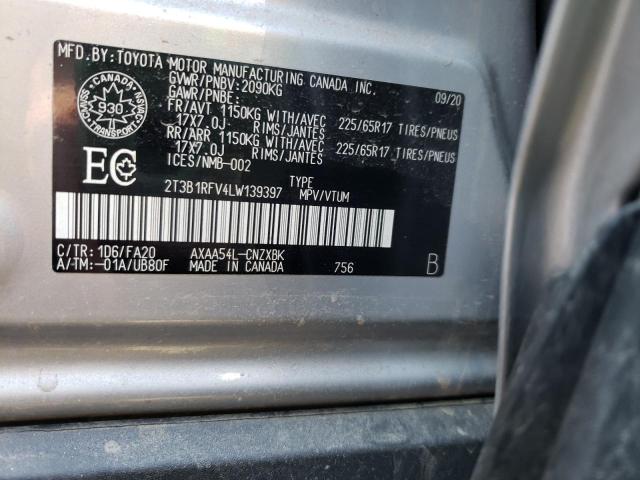 MFD.BY: TOYOTA MOTOR MANUFACTURING CANADA INC.
GVWR/PNBV: 2090KG 09/20
GAWR/PNBE:
FR/AVT 1150KG WITH/AVEC 225/65R17 TIRES/PNEUS
17X7.0J RIMS/JANTES
RR/ARR 1150KG WITH/AVEC 225/65R17 TIRES/PNEUS
17X7.0J RIMS/JANTES
ICES/NMB-002
CANADA
930
TRANSPORT
EC
2T3B1RFV4LW139397 TYPE
MPV/VTUM
C/TR: 1D6/FA20 AXAA54L-CNZXBK
A/TM:-01A/UB80F MADE IN CANADA 756 B